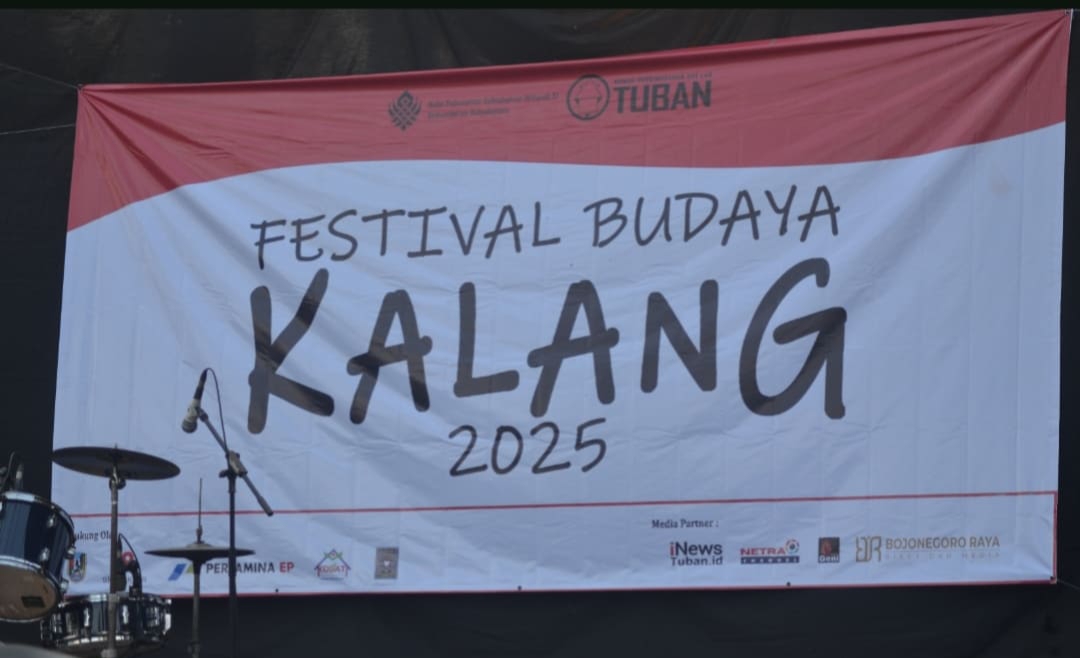 TUBAN
FESTIVAL BUDAYA
KALANG
2025
Media Partner :
iNews
Tuban.id
NETRA
PERTAMINA EP
BOJONEGORO RAYA